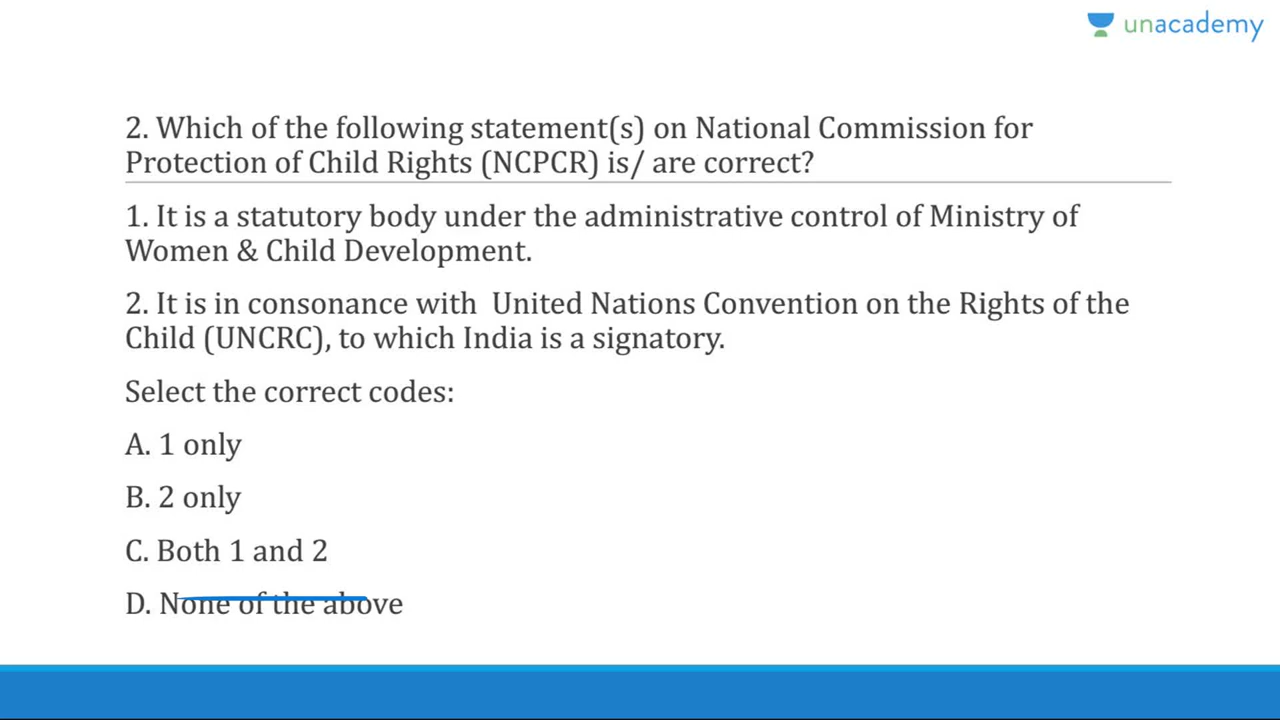 unacademy
2. Which of the following statement(s) on National Commission for
Protection of Child Rights (NCPCR) is/ are correct?
1. It is a statutory body under the administrative control of Ministry of
Women & Child Development.
2. It is in consonance with  United Nations Convention on the Rights of the
Child (UNCRC), to which India is a signatory.
Select the correct codes:
A. 1 only
B. 2 only
C. Both 1 and 2
D. None of the above